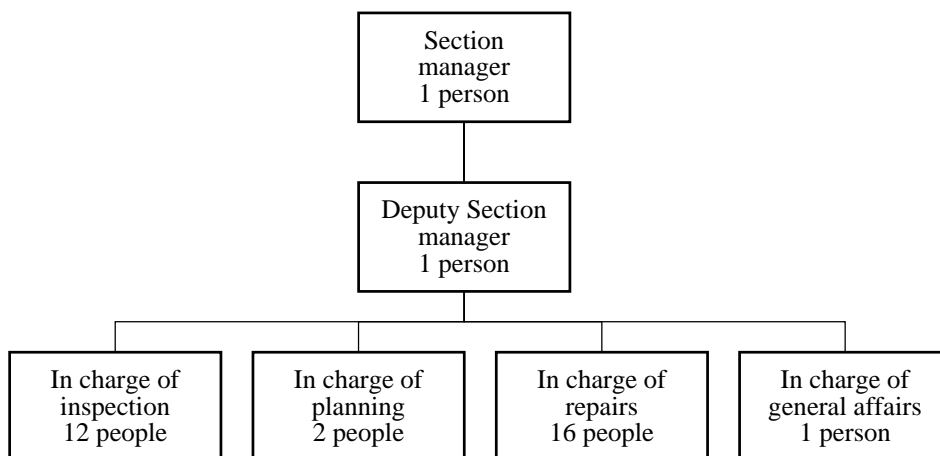 Section
manager
1 person
Deputy Section
manager
1 person
In charge of
inspection
12 people
In charge of
planning
2 people
In charge of
repairs
16 people
In charge of
general affairs
1 person